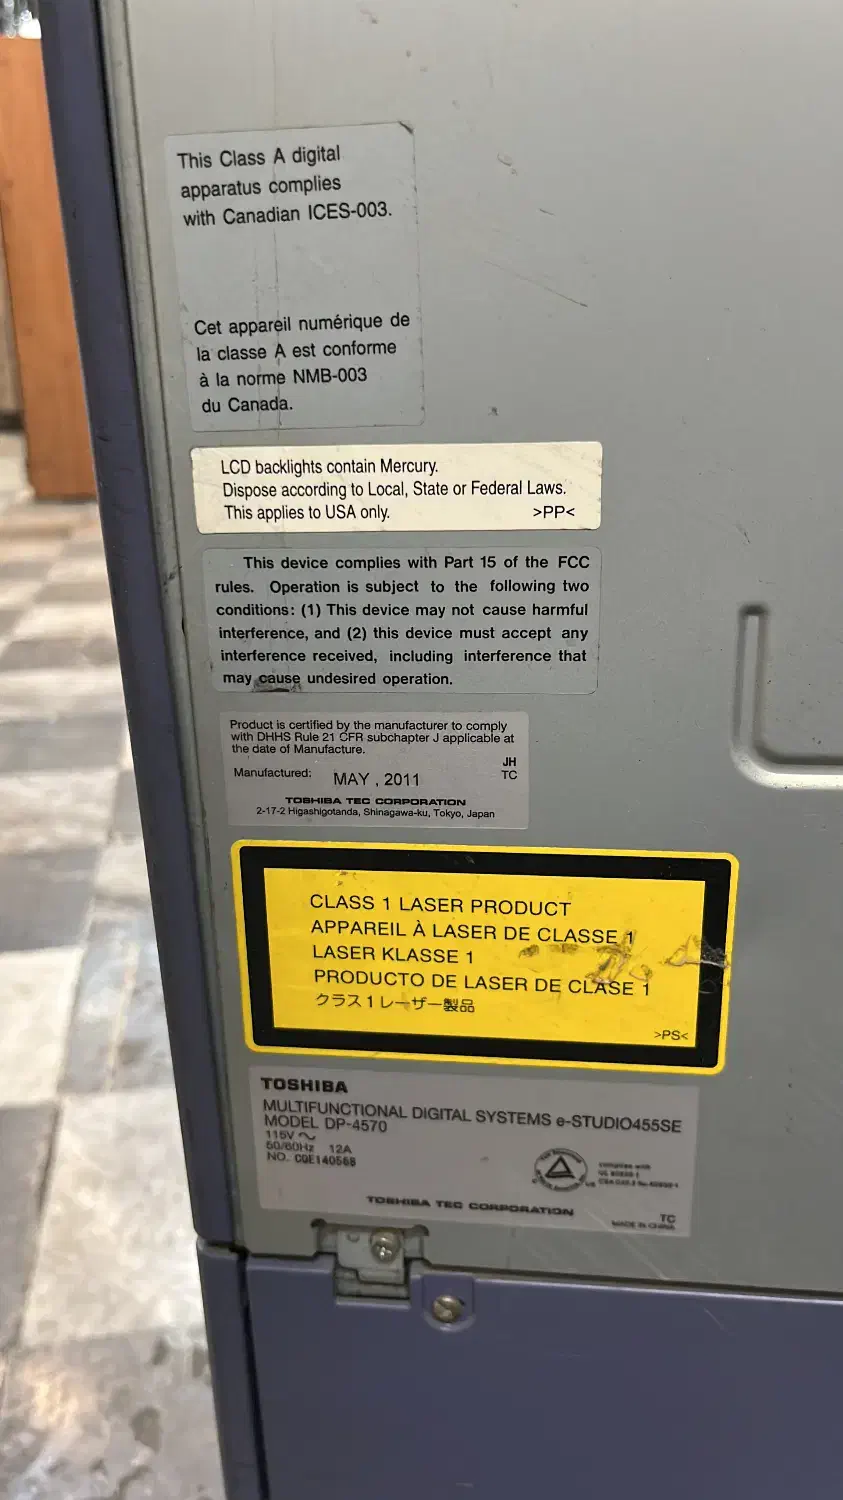 This Class A digital
apparatus complies
with Canadian ICES-003.
Cet appareil numérique de
la classe A est conforme
à la norme NMB-003
du Canada.
LCD backlights contain Mercury.
Dispose according to Local, State or Federal Laws.
This applies to USA only. >PP<
This device complies with Part 15 of the FCC
rules. Operation is subject to the following two
conditions: (1) This device may not cause harmful
interference, and (2) this device must accept any
interference received, including interference that
may cause undesired operation.
Product is certified by the manufacturer to comply
with DHHS Rule 21 CFR subchapter J applicable at
the date of Manufacture.
JH
Manufactured: MAY , 2011 TC
TOSHIBA TEC CORPORATION
2-17-2 Higashigotanda, Shinagawa-ku, Tokyo, Japan
CLASS 1 LASER PRODUCT
APPAREIL À LASER DE CLASSE 1
LASER KLASSE 1
PRODUCTO DE LASER DE CLASE 1
クラス1レーザー製品
>PS<
TOSHIBA
MULTIFUNCTIONAL DIGITAL SYSTEMS e-STUDIO455SE
MODEL DP-4570
115V ～
50/60Hz 12A
NO. CQE140568
complies with
TOSHIBA TEC CORPORATION
TC
MADE IN CHINA